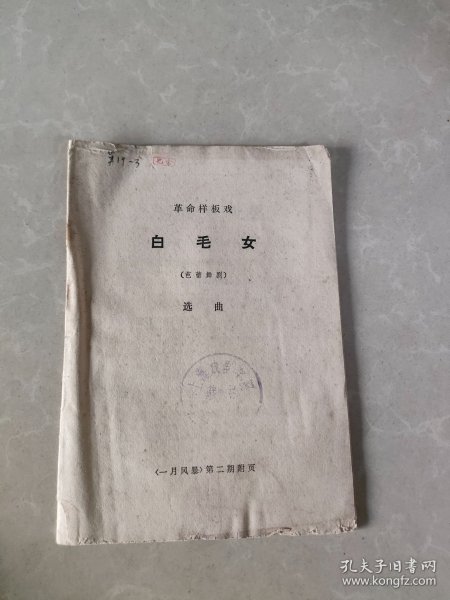 革命样板戏
白毛女
(芭蕾舞剧)
选曲
《一月风暴》第二期附页
孔夫子旧书网
www.kongfz.com